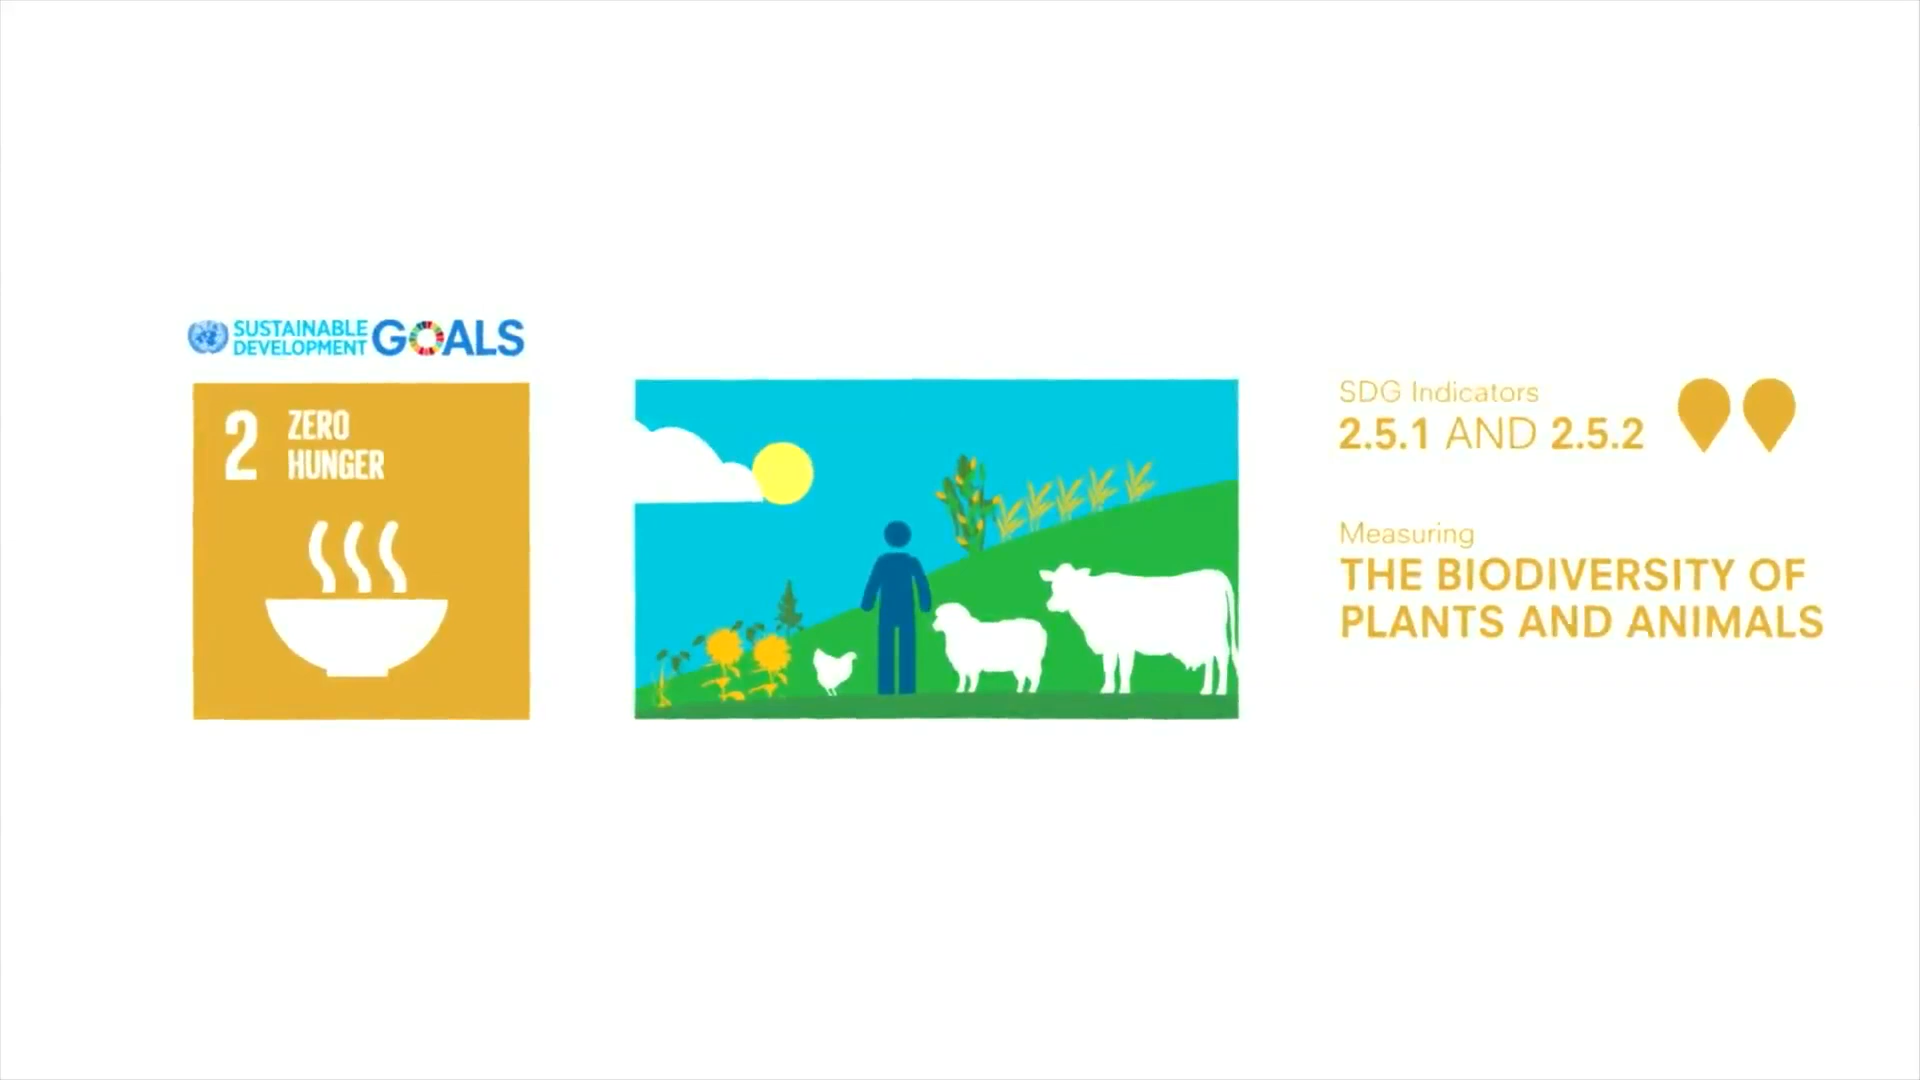 SUSTAINABLE
DEVELOPMENT
GOALS
2
ZERO
HUNGER
SDG Indicators
2.5.1 AND 2.5.2
Measuring
THE BIODIVERSITY OF
PLANTS AND ANIMALS